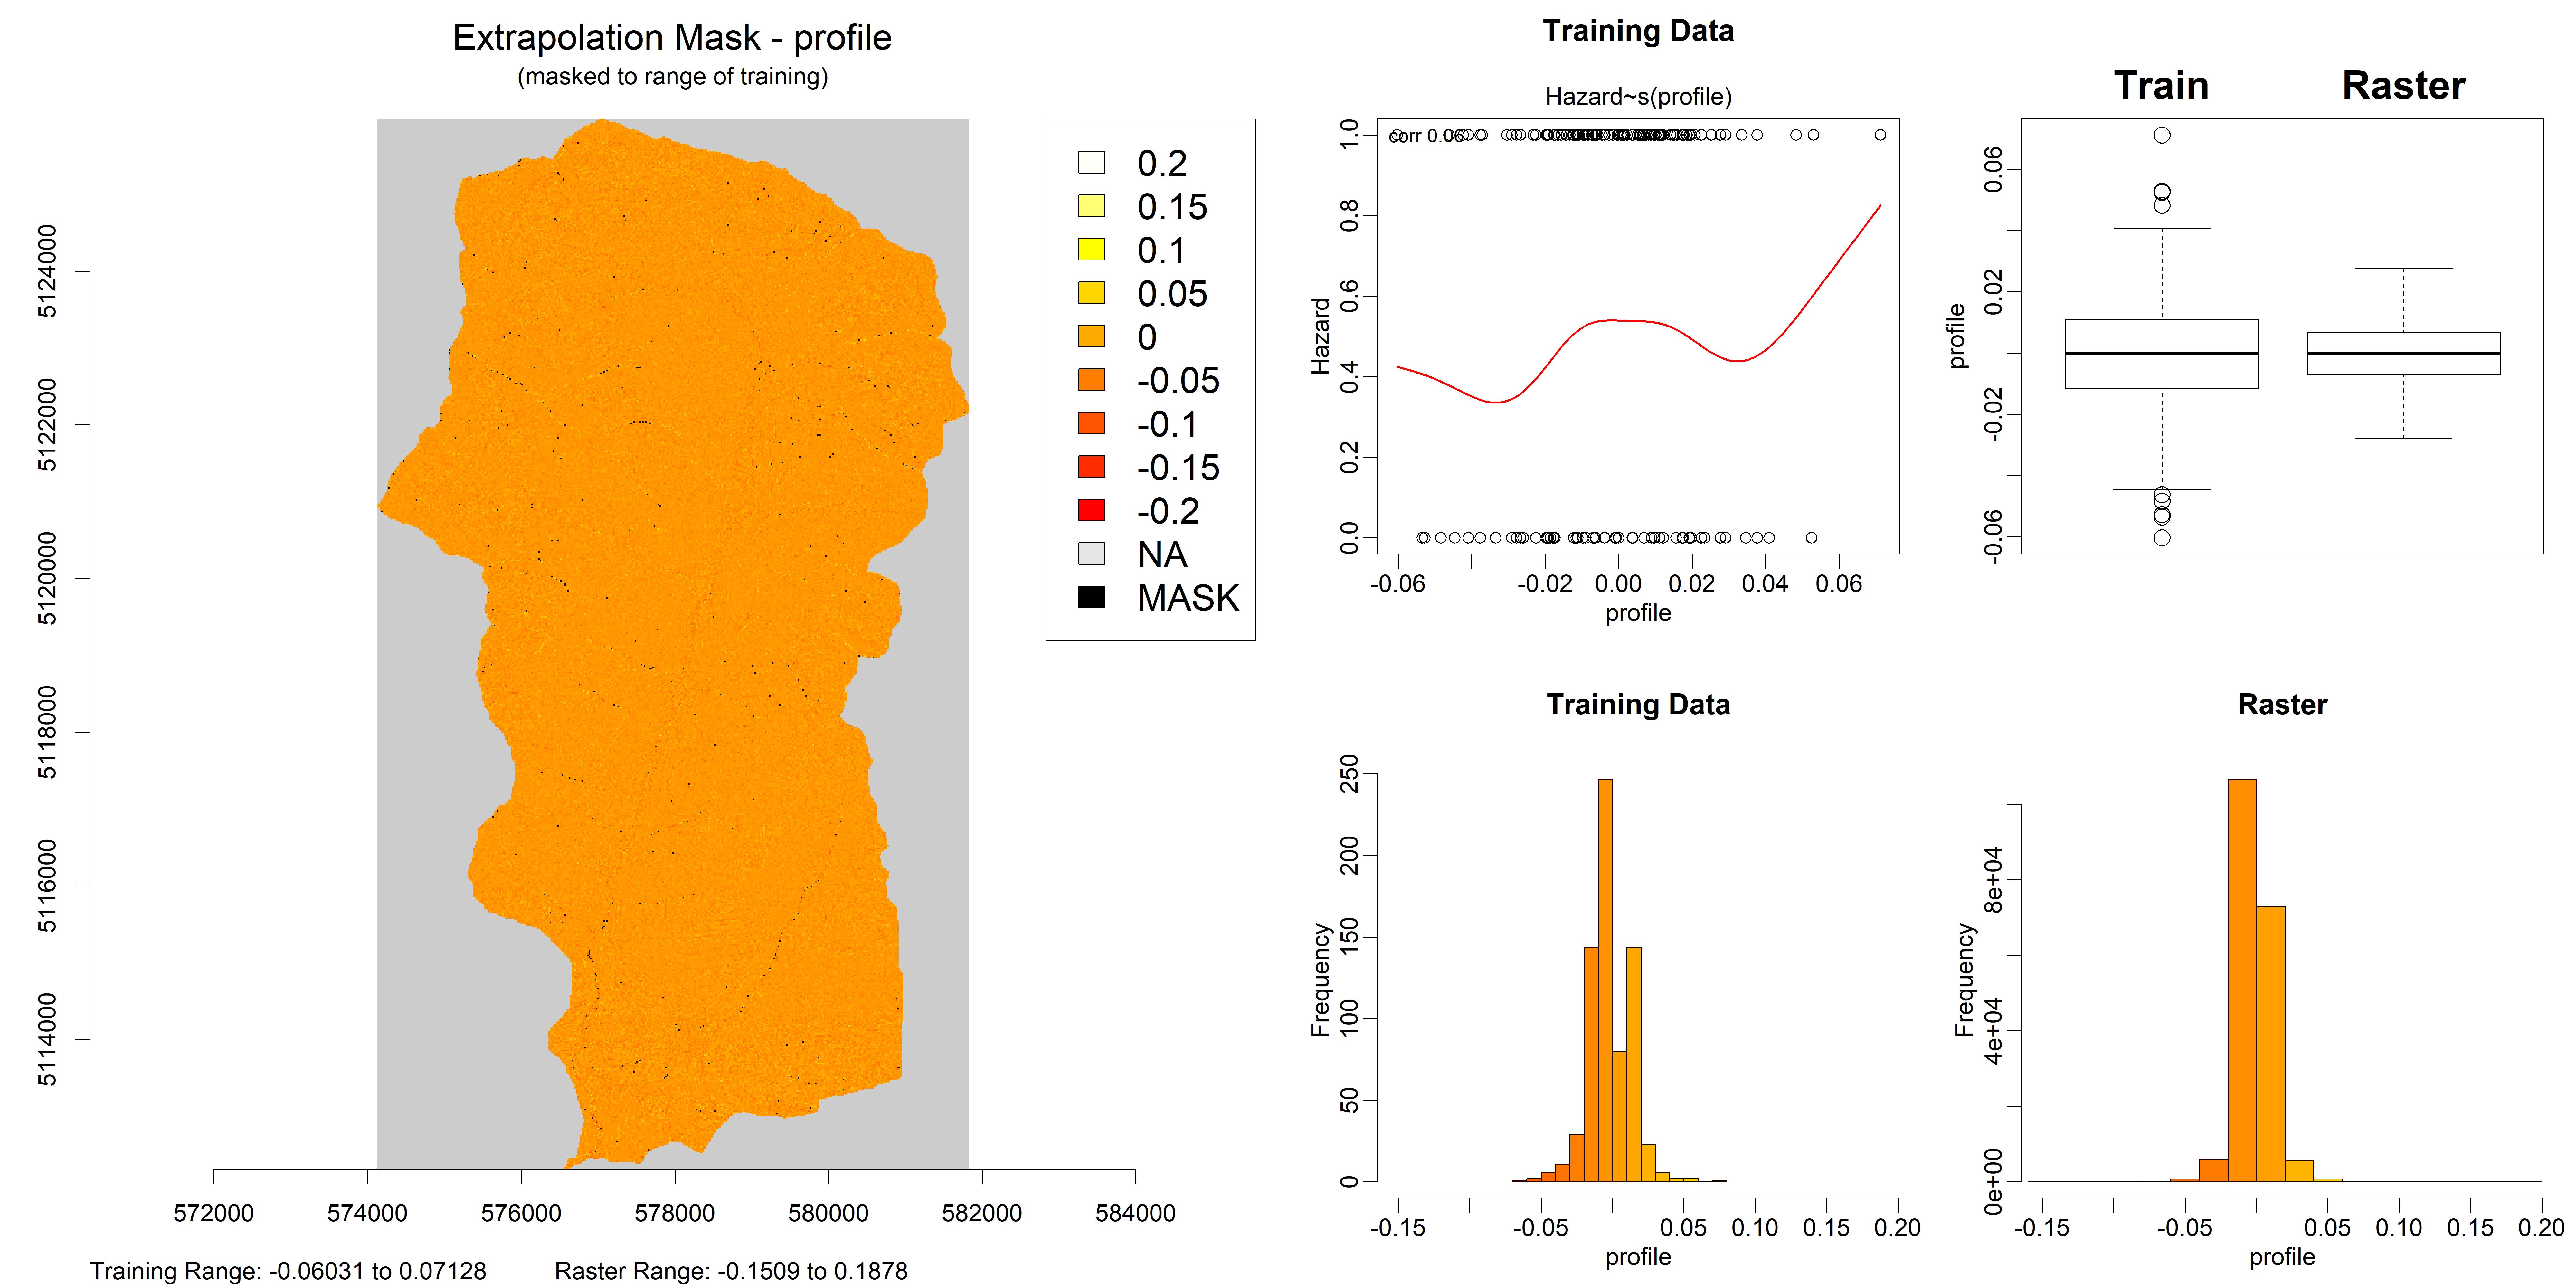 Extrapolation Mask - profile
(masked to range of training)
5124000
5122000
5120000
5118000
5116000
5114000
572000 574000 576000 578000 580000 582000 584000
Training Range: -0.06031 to 0.07128 Raster Range: -0.1509 to 0.1878
0.2
0.15
0.1
0.05
0
-0.05
-0.1
-0.15
-0.2
NA
MASK
Training Data
Hazard~s(profile)
corr 0.06
Hazard
1.0
0.8
0.6
0.4
0.2
0.0
-0.06 -0.02 0.00 0.02 0.04 0.06
profile
Train Raster
profile
0.06
0.02
-0.02
-0.06
Training Data
Frequency
250
200
150
100
50
0
-0.15 -0.05 0.05 0.10 0.15 0.20
profile
Raster
Frequency
8e+04
4e+04
0e+00
-0.15 -0.05 0.05 0.10 0.15 0.20
profile